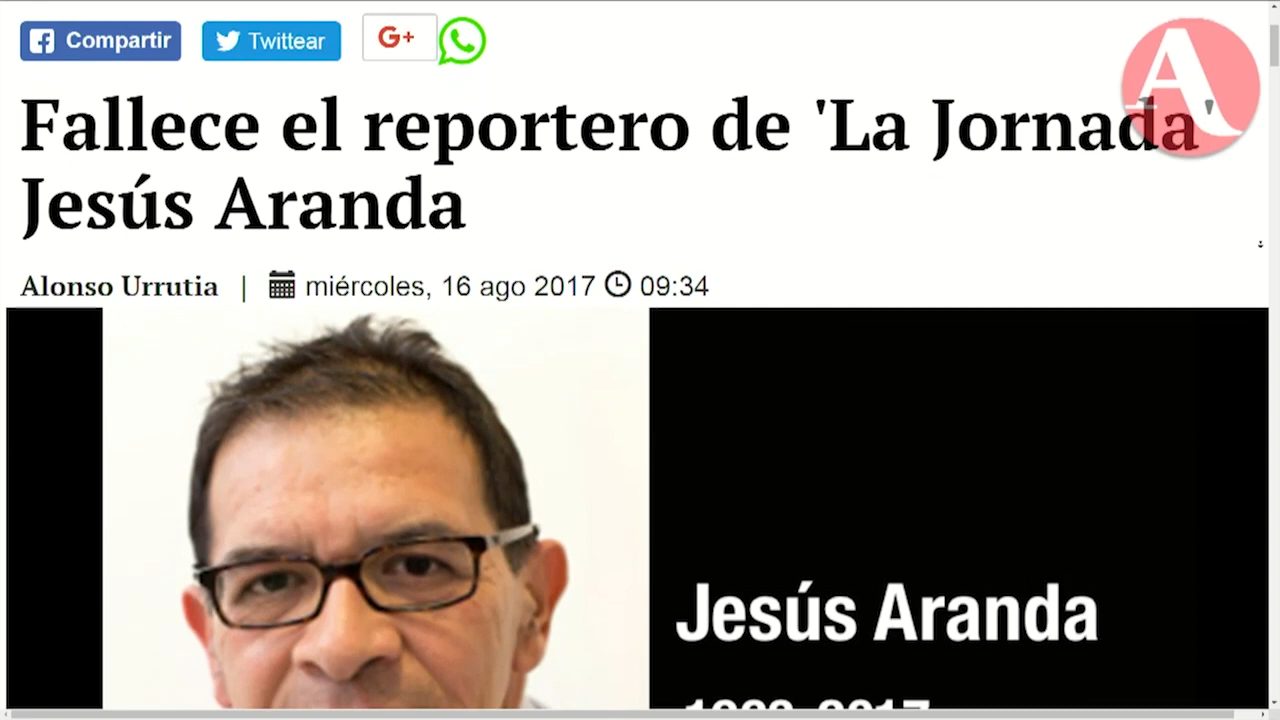 Compartir Twittear G+
Fallece el reportero de 'La Jornada'
Jesús Aranda
Alonso Urrutia | miércoles, 16 ago 2017 09:34
Jesús Aranda